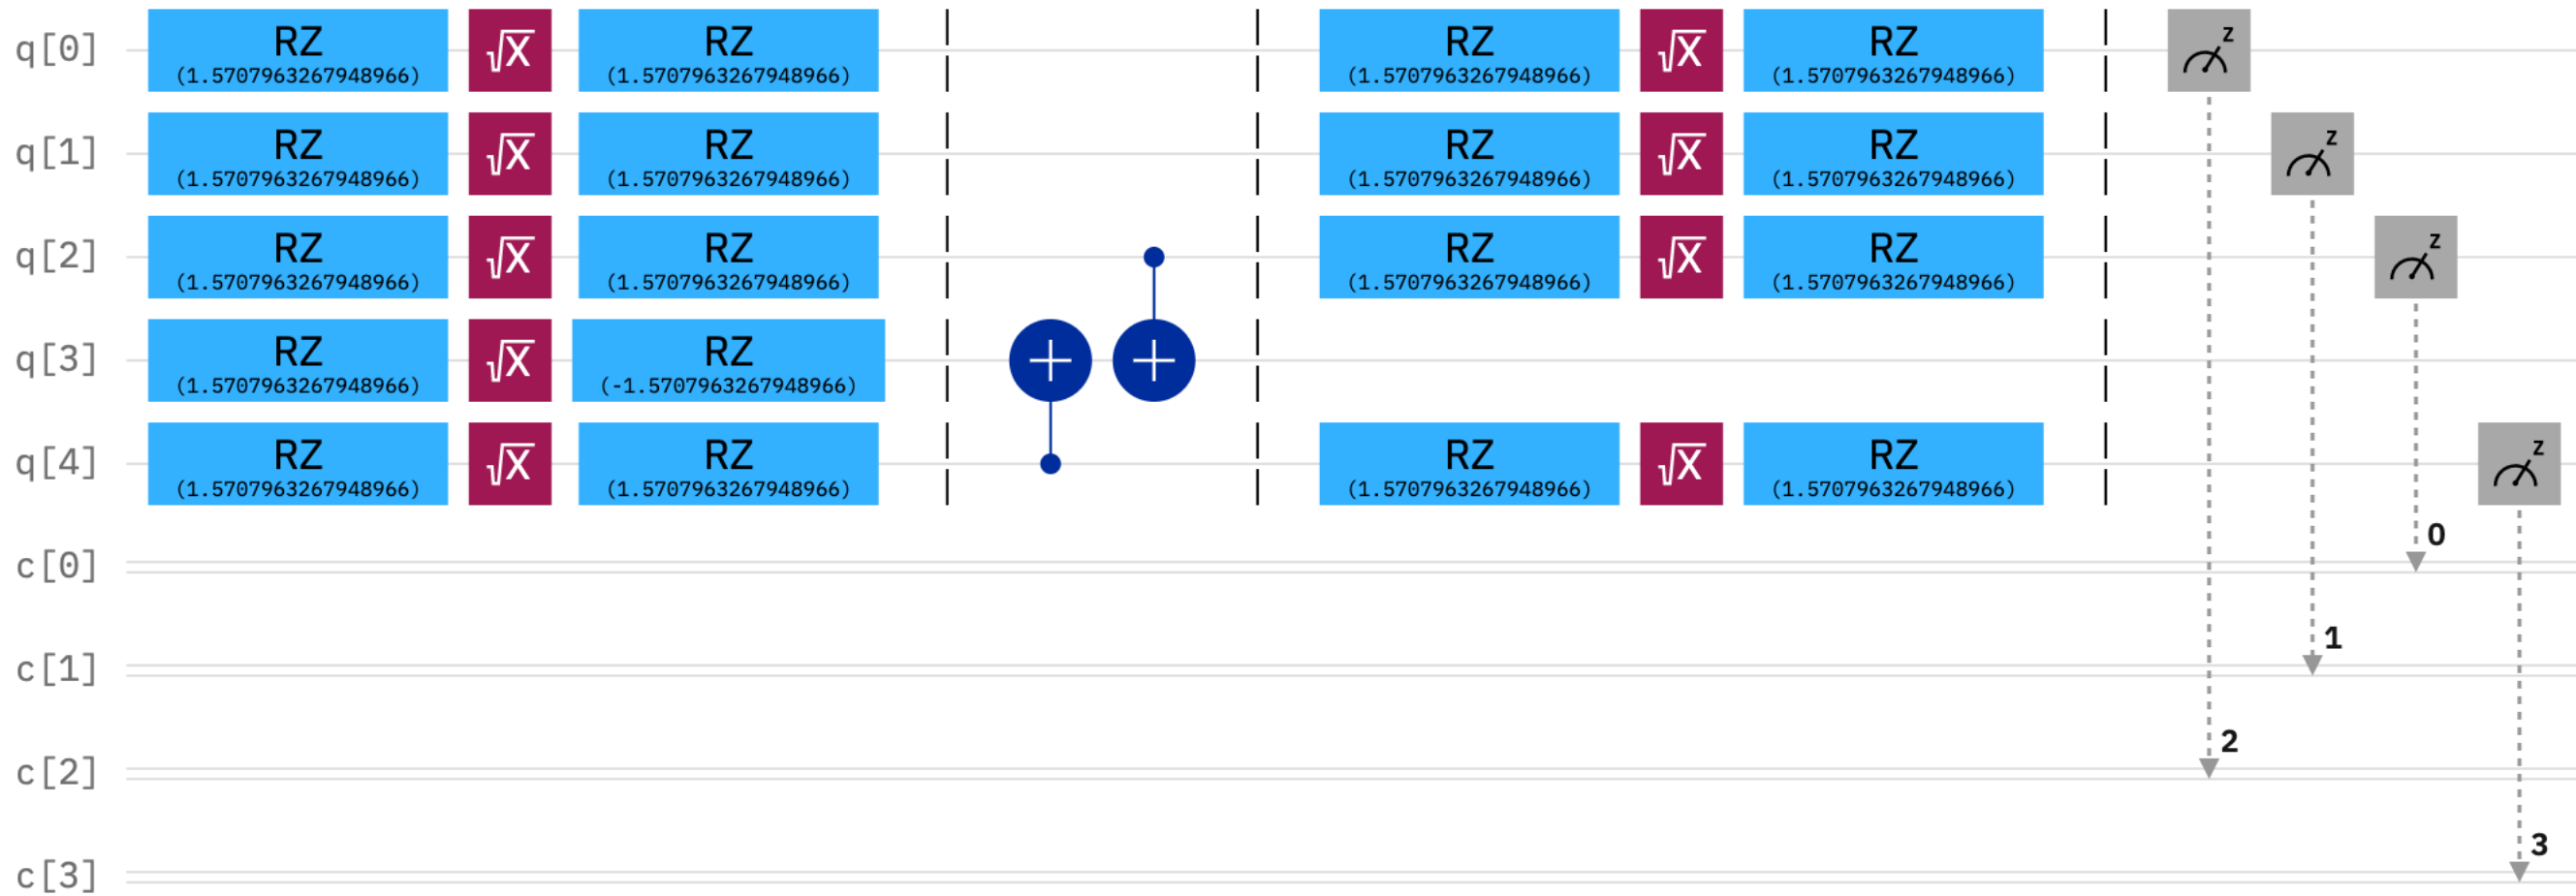 q[0] RZ √X RZ RZ √X RZ z
(1.5707963267948966) (1.5707963267948966) (1.5707963267948966) (1.5707963267948966)
q[1] RZ √X RZ RZ √X RZ z
(1.5707963267948966) (1.5707963267948966) (1.5707963267948966) (1.5707963267948966)
q[2] RZ √X RZ RZ √X RZ z
(1.5707963267948966) (1.5707963267948966) (1.5707963267948966) (1.5707963267948966)
q[3] RZ √X RZ
(1.5707963267948966) (-1.5707963267948966)
q[4] RZ √X RZ RZ √X RZ z
(1.5707963267948966) (1.5707963267948966) (1.5707963267948966) (1.5707963267948966)
0
c[0]
1
c[1]
2
c[2]
3
c[3]